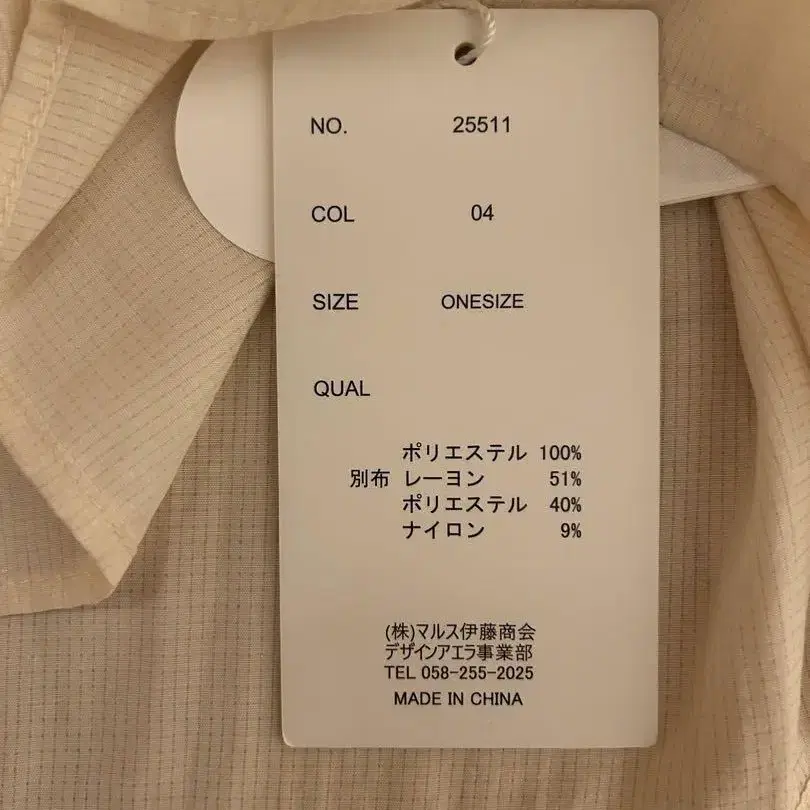 NO. 25511
COL 04
SIZE ONESIZE
QUAL
ポリエステル 100%
別布 レーヨン 51%
ポリエステル 40%
ナイロン 9%
(株)マルス伊藤商会
デザインアエラ事業部
TEL 058-255-2025
MADE IN CHINA